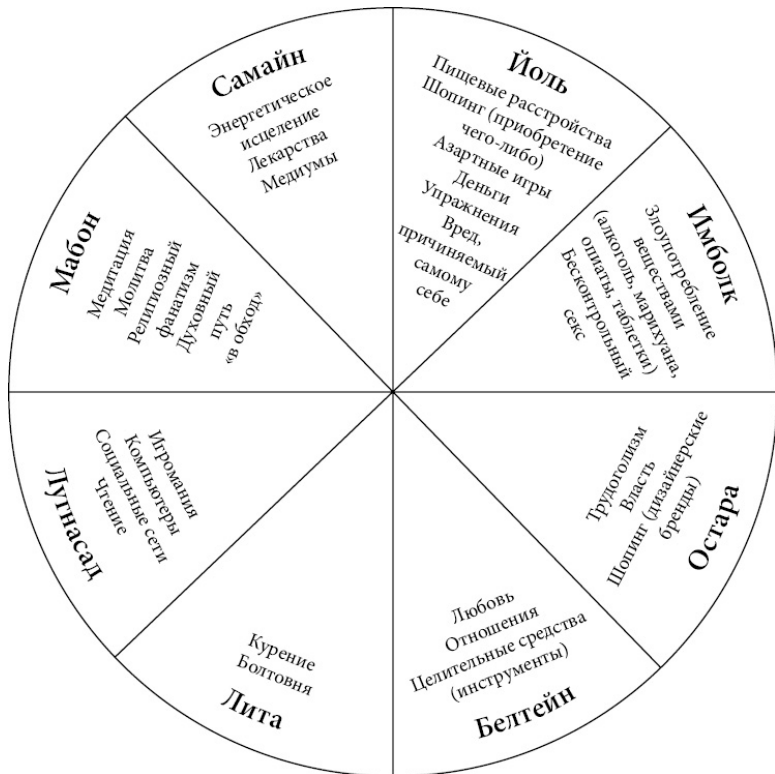 Самайн
Энергетическое
исцеление
Лекарства
Медиумы
Йоль
Пищевые расстройства
Шопинг (приобретение
чего-либо)
Азартные игры
Деньги
Упражнения
Вред,
причиняемый
самому
себе
Имболк
Злоупотребление
веществами
(алкоголь, марихуана,
опиаты, таблетки)
Бесконтрольный
секс
Остара
Трудоголизм
Власть
Шопинг (дизайнерские
бренды)
Белтейн
Любовь
Отношения
Целительные средства
(инструменты)
Лита
Курение
Болтовня
Лугнасад
Игромания
Компьютеры
Социальные сети
Чтение
Мабон
Медитация
Молитва
Религиозный
фанатизм
Духовный
путь
«в обход»